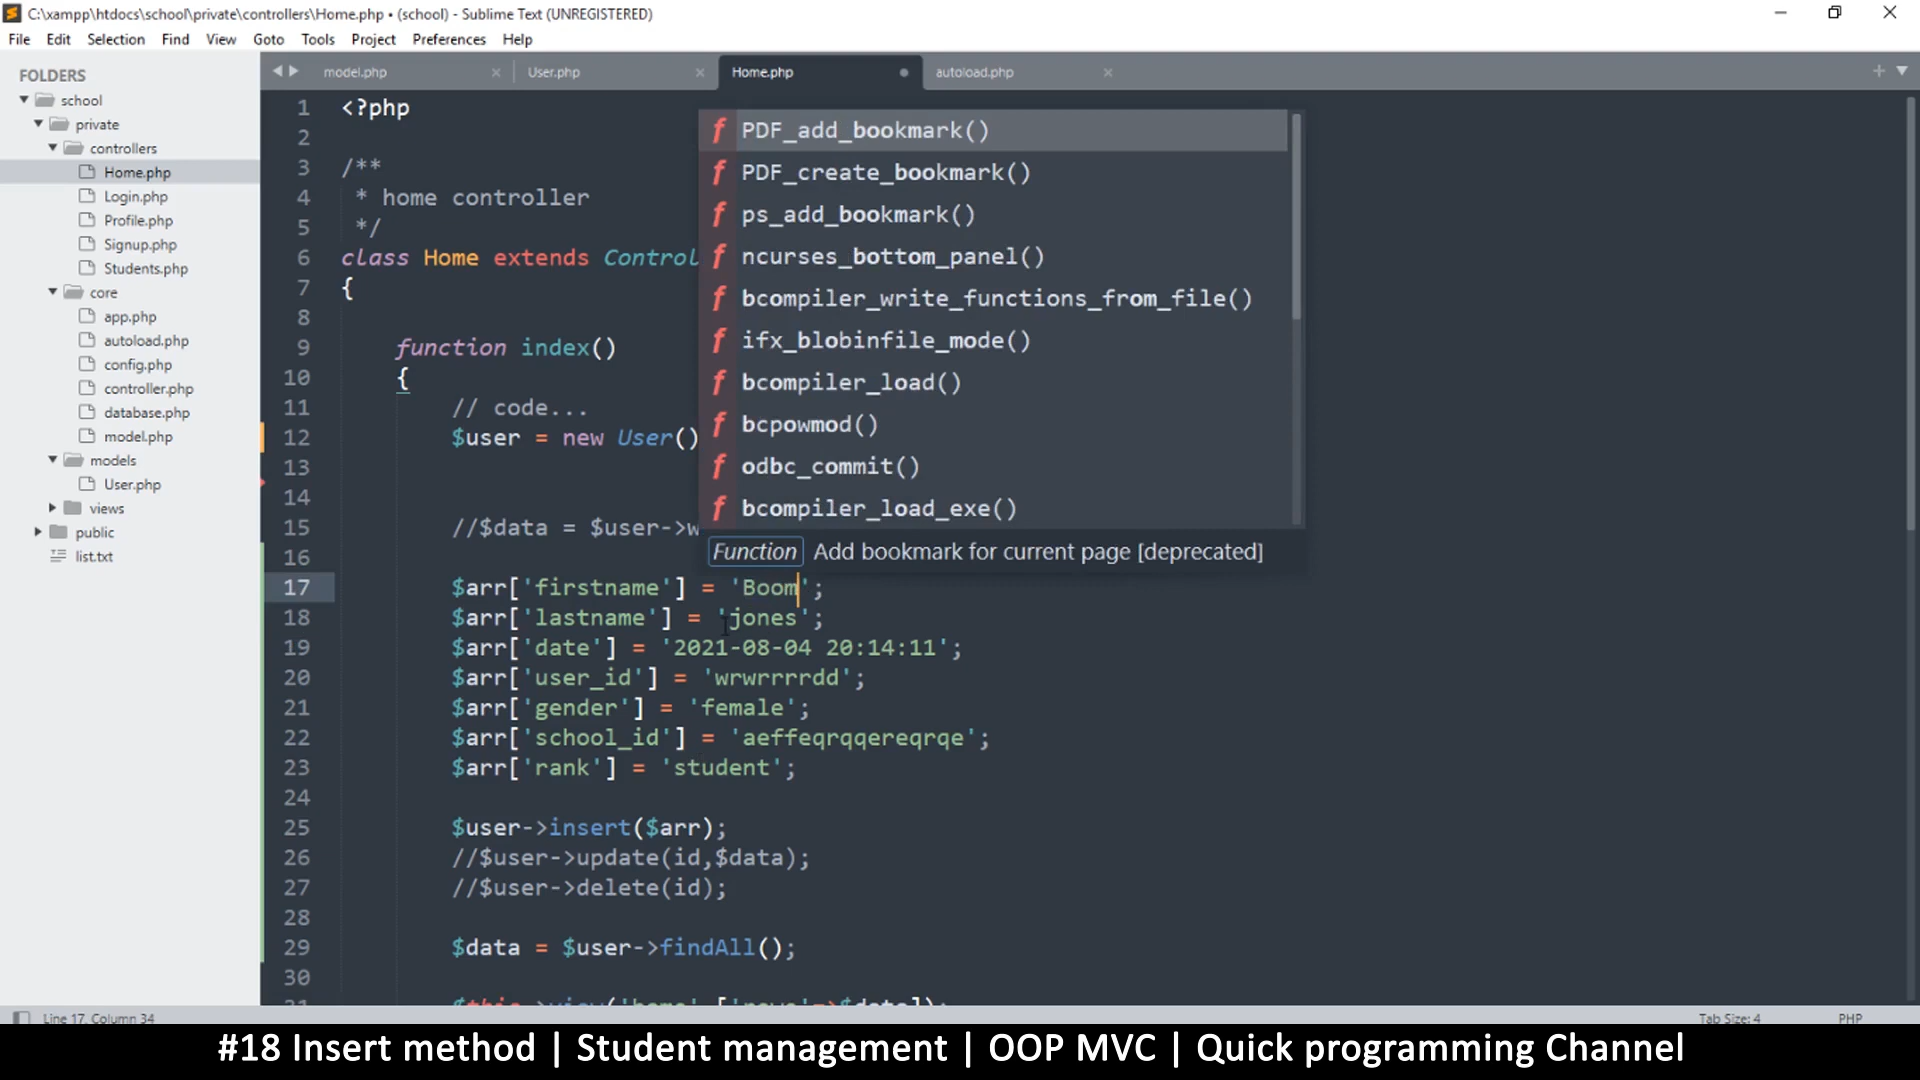 C:\xampp\htdocs\school\private\controllers\Home.php • (school) - Sublime Text (UNREGISTERED)
File Edit Selection Find View Goto Tools Project Preferences Help
FOLDERS
school
private
controllers
Home.php
Login.php
Profile.php
Signup.php
Students.php
core
app.php
autoload.php
config.php
controller.php
database.php
model.php
models
User.php
views
public
list.txt
model.php User.php Home.php autoload.php
1 <?php
2
3 /**
4 * home controller
5 */
6 class Home extends Control
7 {
8
9 function index()
10 {
11 // code...
12 $user = new User()
13
14
15 //$data = $user->w
16
17 $arr['firstname'] = 'Boom';
18 $arr['lastname'] = 'jones';
19 $arr['date'] = '2021-08-04 20:14:11';
20 $arr['user_id'] = 'wrwrrrrdd';
21 $arr['gender'] = 'female';
22 $arr['school_id'] = 'aeffeqrqqereqrqe';
23 $arr['rank'] = 'student';
24
25 $user->insert($arr);
26 //$user->update(id,$data);
27 //$user->delete(id);
28
29 $data = $user->findAll();
30
PDF_add_bookmark()
PDF_create_bookmark()
ps_add_bookmark()
ncurses_bottom_panel()
bcompiler_write_functions_from_file()
ifx_blobinfile_mode()
bcompiler_load()
bcpowmod()
odbc_commit()
bcompiler_load_exe()
Function Add bookmark for current page [deprecated]
Line 17, Column 34 Tab Size: 4 PHP
#18 Insert method | Student management | OOP MVC | Quick programming Channel